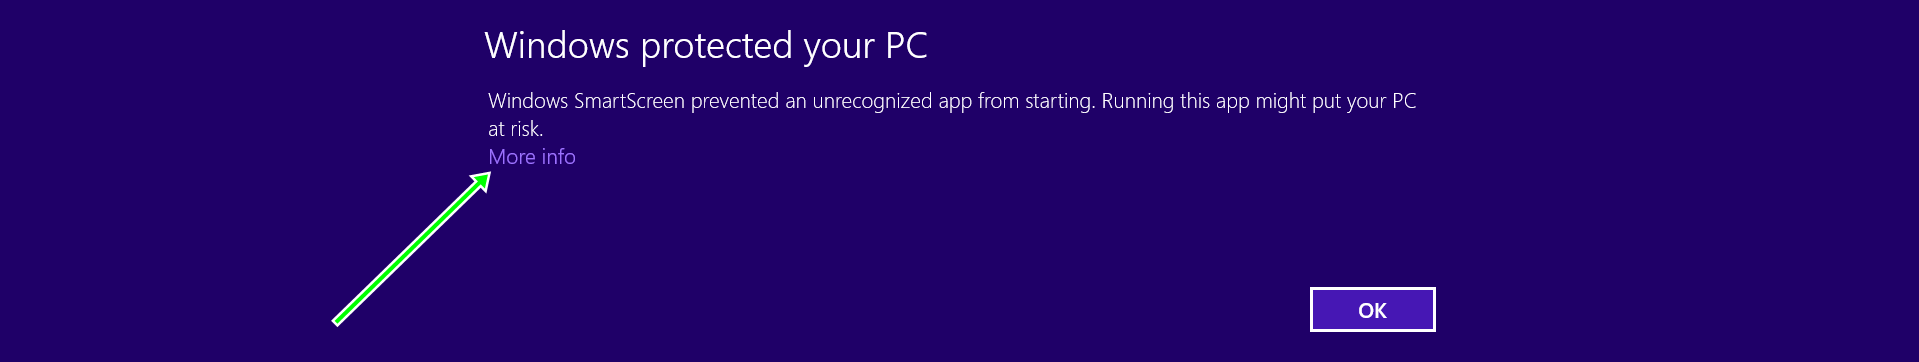 Windows protected your PC
Windows SmartScreen prevented an unrecognized app from starting. Running this app might put your PC
at risk.
More info
OK